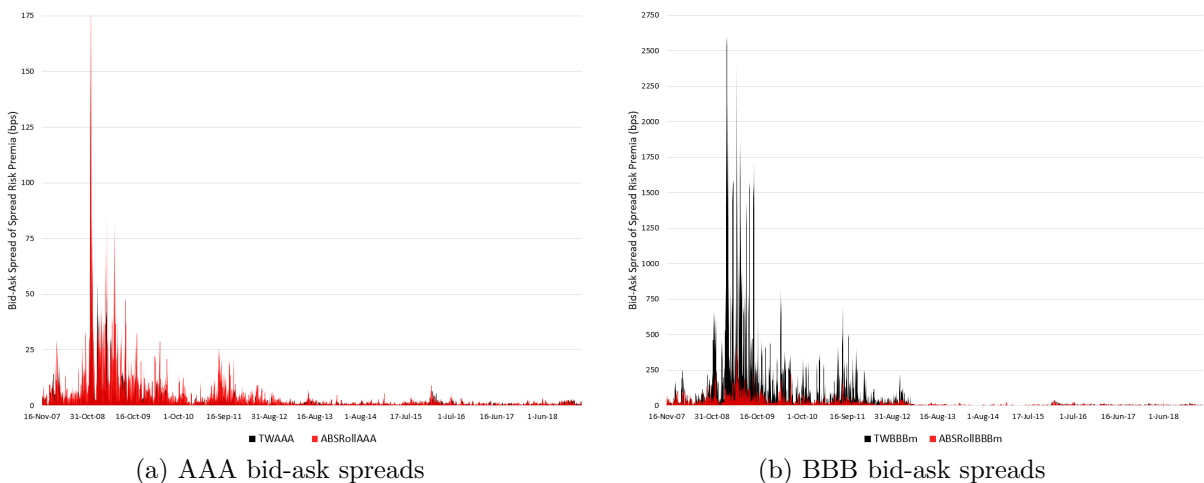 Bid-Ask Spread of Spread Risk Premia (bps)
175
150
125
100
75
50
25
0
16-Nov-07 31-Oct-08 16-Oct-09 1-Oct-10 16-Sep-11 31-Aug-12 16-Aug-13 1-Aug-14 17-Jul-15 1-Jul-16 16-Jun-17 1-Jun-18
TWAAA ABSRollAAA
(a) AAA bid-ask spreads
Bid-Ask Spread of Spread Risk Premia (bps)
2750
2500
2250
2000
1750
1500
1250
1000
750
500
250
0
16-Nov-07 31-Oct-08 16-Oct-09 1-Oct-10 16-Sep-11 31-Aug-12 16-Aug-13 1-Aug-14 17-Jul-15 1-Jul-16 16-Jun-17 1-Jun-18
TWBBBm ABSRollBBBm
(b) BBB bid-ask spreads